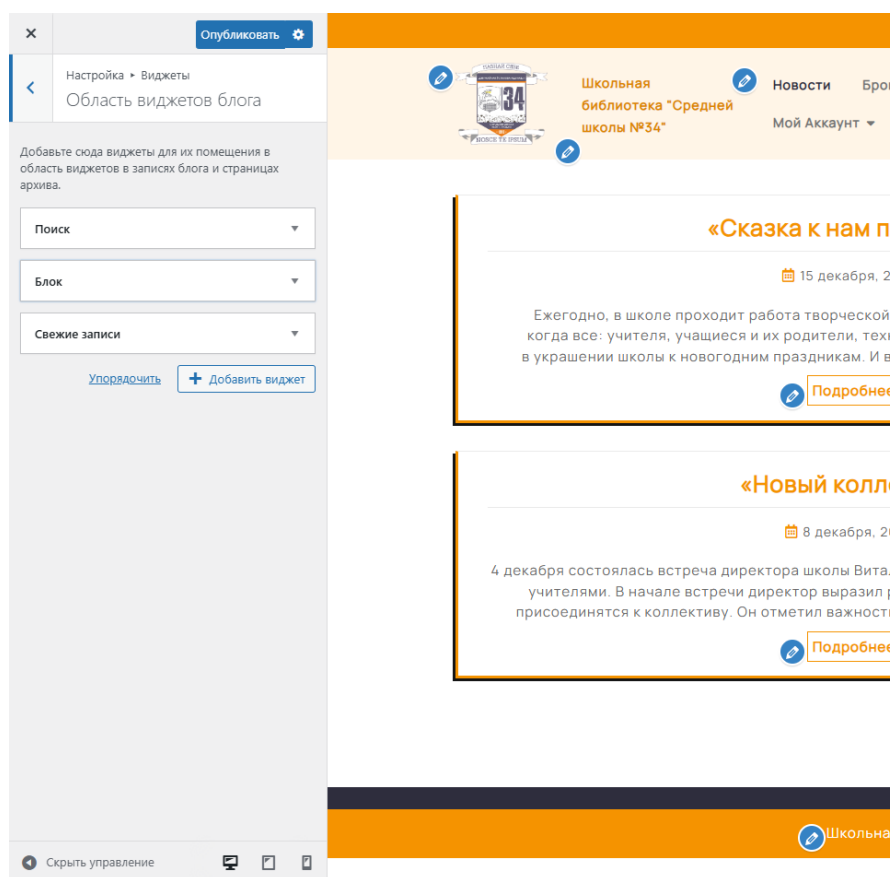 Опубликовать
Настройка ▸ Виджеты
Область виджетов блога
Добавьте сюда виджеты для их помещения в
область виджетов в записях блога и страницах
архива.
Поиск
Блок
Свежие записи
Упорядочить
Добавить виджет
Скрыть управление
34
Школьная
библиотека "Средней
школы №34"
Новости
Мой Аккаунт
«Сказка к нам п
15 декабря, 2
Ежегодно, в школе проходит работа творческой
когда все: учителя, учащиеся и их родители, тех
в украшении школы к новогодним праздникам. И в
Подробнее
«Новый колл
8 декабря, 20
4 декабря состоялась встреча директора школы Вита
учителями. В начале встречи директор выразил
присоединятся к коллективу. Он отметил важность
Подробнее
Школьна